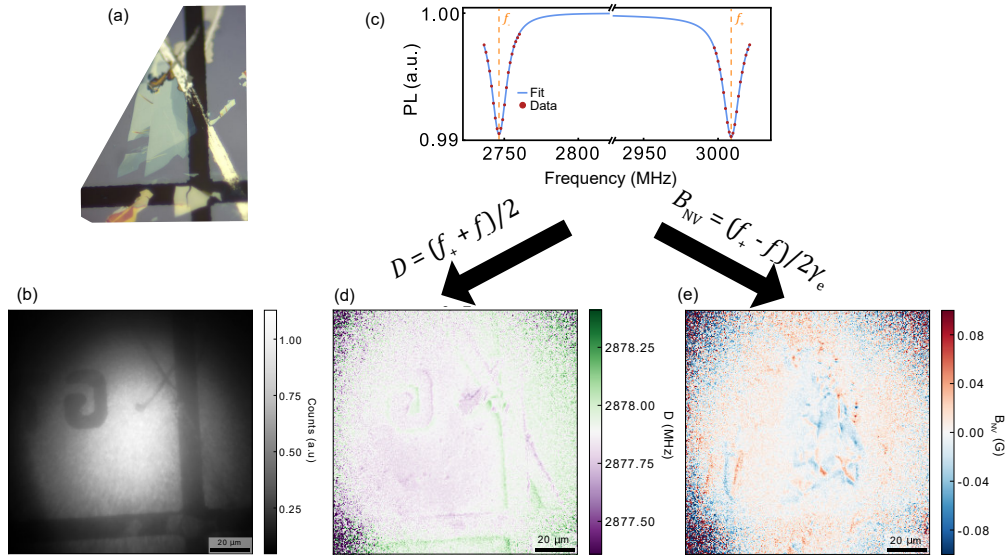 (a)
(c)
1.00
0.99
PL (a.u.)
f-
f+
Fit
Data
2750
2800
2950
3000
Frequency (MHz)
D = (f+ + f-)/2
BNV = (f+ - f-)/2γe
(b)
(d)
(e)
1.00
0.75
0.50
0.25
Counts (a.u)
20 µm
2878.25
2878.00
2877.75
2877.50
D (MHz)
20 µm
0.08
0.04
0.00
-0.04
-0.08
BNV (G)
20 µm